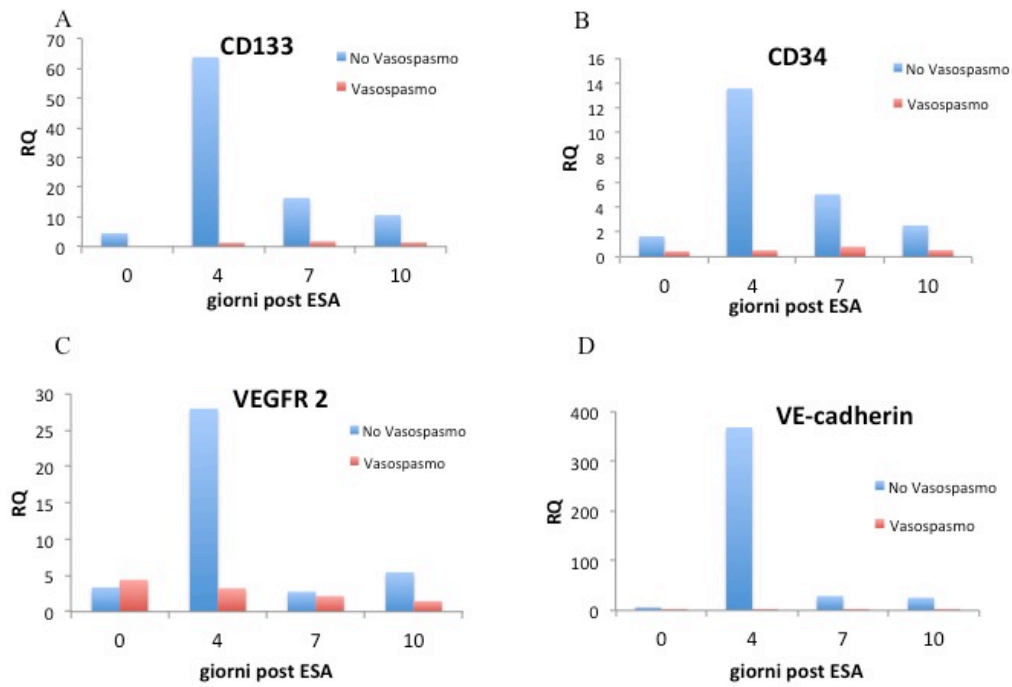 A
CD133
70
60
50
40
30
20
10
0
RQ
No Vasospasmo
Vasospasmo
0 4 7 10
giorni post ESA
B
CD34
16
14
12
10
8
6
4
2
0
RQ
No Vasospasmo
Vasospasmo
0 4 7 10
giorni post ESA
C
VEGFR 2
30
25
20
15
10
5
0
RQ
No Vasospasmo
Vasospasmo
0 4 7 10
giorni post ESA
D
VE-cadherin
400
300
200
100
0
RQ
No Vasospasmo
Vasospasmo
0 4 7 10
giorni post ESA